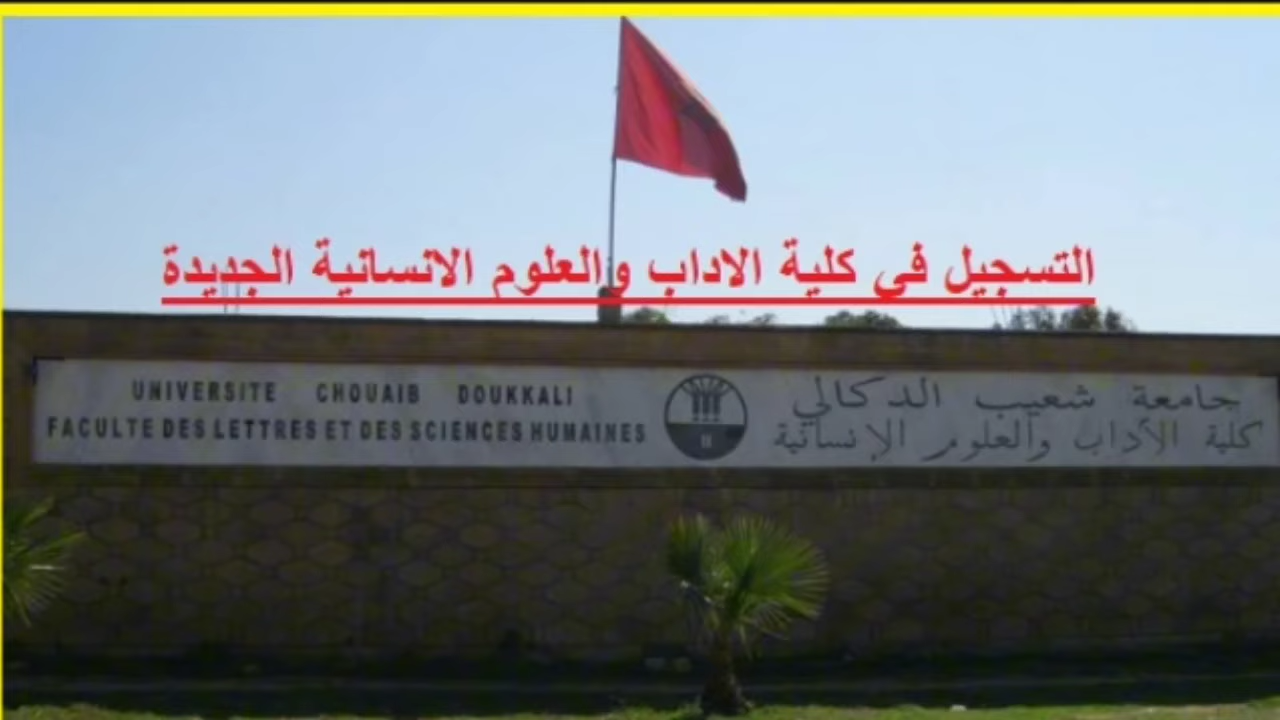 التسجيل في كلية الاداب والعلوم الانسانية الجديدة
UNIVERSITE CHOUAIB DOUKKALI
FACULTE DES LETTRES ET DES SCIENCES HUMAINES
جامعة شعيب الدكالي
كلية الآداب والعلوم الإنسانية